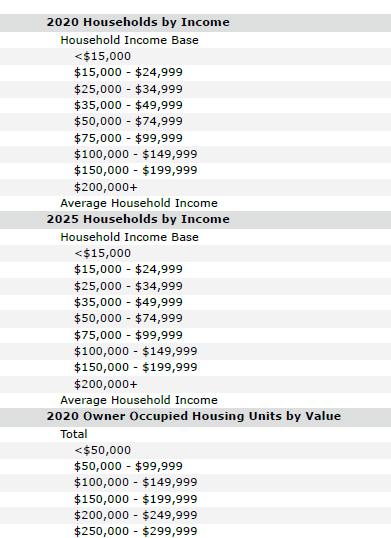 2020 Households by Income
Household Income Base
<$15,000
$15,000 - $24,999
$25,000 - $34,999
$35,000 - $49,999
$50,000 - $74,999
$75,000 - $99,999
$100,000 - $149,999
$150,000 - $199,999
$200,000+
Average Household Income
2025 Households by Income
Household Income Base
<$15,000
$15,000 - $24,999
$25,000 - $34,999
$35,000 - $49,999
$50,000 - $74,999
$75,000 - $99,999
$100,000 - $149,999
$150,000 - $199,999
$200,000+
Average Household Income
2020 Owner Occupied Housing Units by Value
Total
<$50,000
$50,000 - $99,999
$100,000 - $149,999
$150,000 - $199,999
$200,000 - $249,999
$250,000 - $299,999